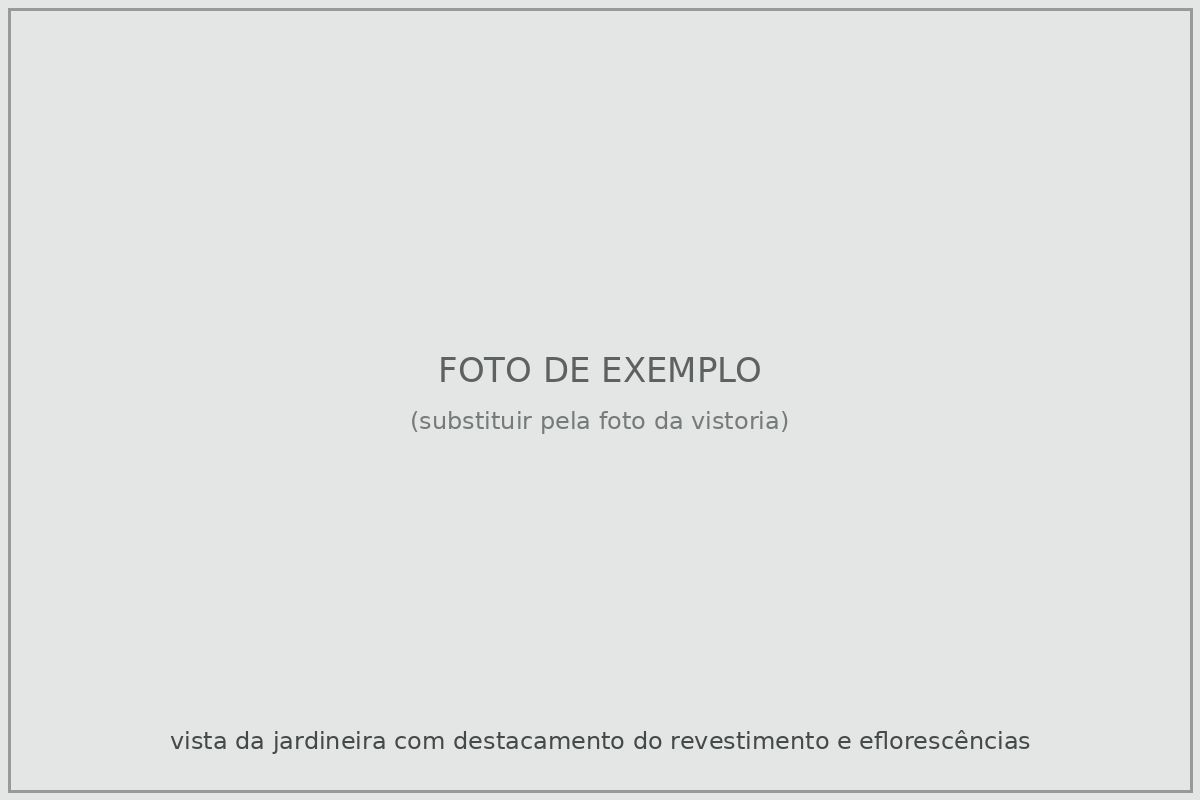 FOTO DE EXEMPLO
(substituir pela foto da vistoria)
vista da jardineira com destacamento do revestimento e eflorescências